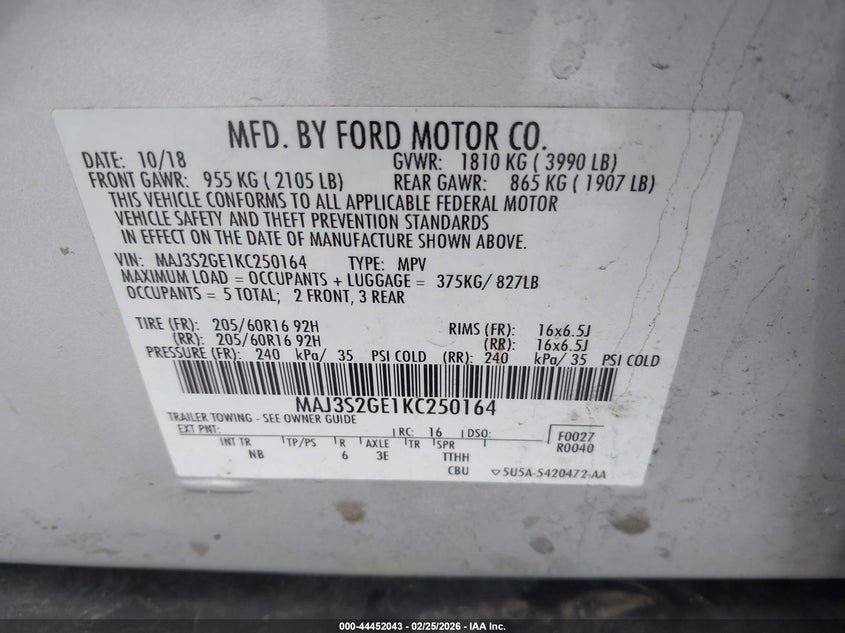 MFD. BY FORD MOTOR CO.
DATE: 10/18 GVWR: 1810 KG ( 3990 LB)
FRONT GAWR: 955 KG ( 2105 LB) REAR GAWR: 865 KG ( 1907 LB)
THIS VEHICLE CONFORMS TO ALL APPLICABLE FEDERAL MOTOR
VEHICLE SAFETY AND THEFT PREVENTION STANDARDS
IN EFFECT ON THE DATE OF MANUFACTURE SHOWN ABOVE.
VIN: MAJ3S2GE1KC250164 TYPE: MPV
MAXIMUM LOAD = OCCUPANTS + LUGGAGE = 375KG/ 827LB
OCCUPANTS = 5 TOTAL; 2 FRONT, 3 REAR
TIRE (FR): 205/60R16 92H RIMS (FR): 16x6.5J
(RR): 205/60R16 92H (RR): 16x6.5J
PRESSURE (FR): 240 kPa/ 35 PSI COLD (RR): 240 kPa/ 35 PSI COLD
MAJ3S2GE1KC250164
TRAILER TOWING - SEE OWNER GUIDE
EXT PNT: RC: 16 DSO: F0027
R0040
INT TR TP/PS R AXLE TR SPR
NB 6 3E TTHH
CBU 5U5A-5420472-AA
000-44452043 - 02/25/2026 - IAA Inc.